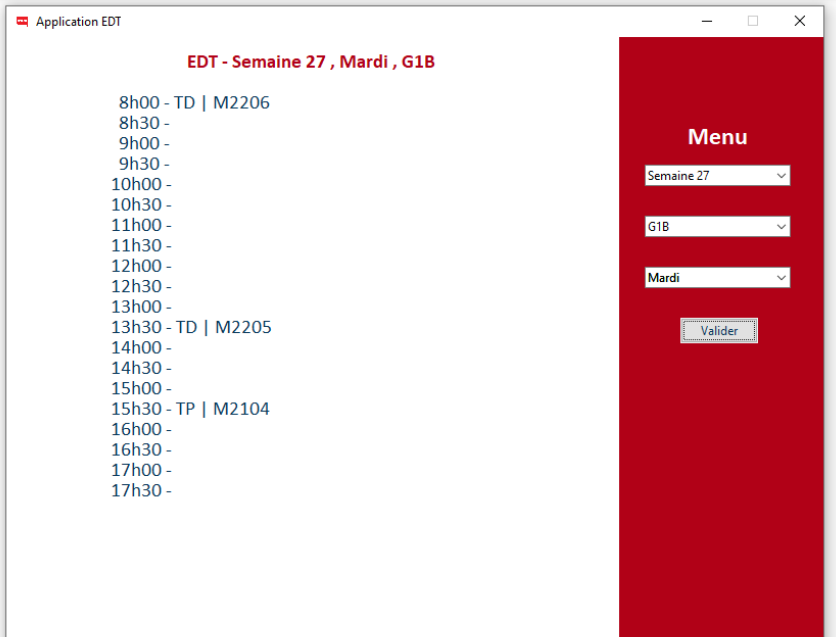 Application EDT
EDT - Semaine 27 , Mardi , G1B
8h00 - TD | M2206
8h30 -
9h00 -
9h30 -
10h00 -
10h30 -
11h00 -
11h30 -
12h00 -
12h30 -
13h00 -
13h30 - TD | M2205
14h00 -
14h30 -
15h00 -
15h30 - TP | M2104
16h00 -
16h30 -
17h00 -
17h30 -
Menu
Semaine 27
G1B
Mardi
Valider